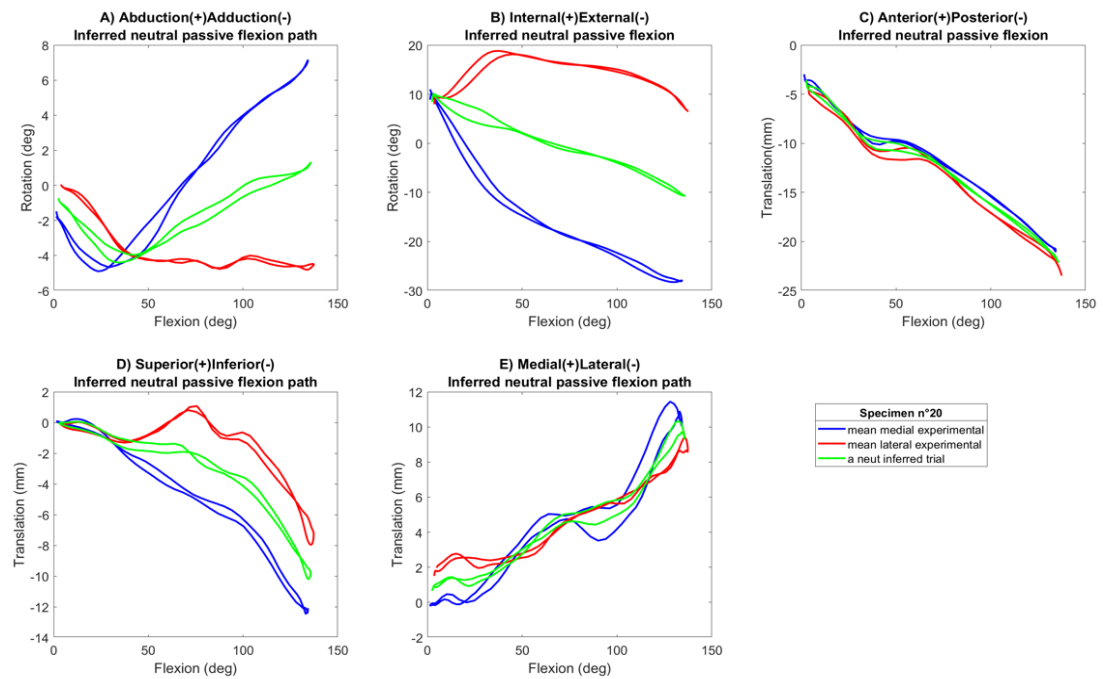 A) Abduction(+)Adduction(-)
Inferred neutral passive flexion path
8
6
4
2
0
-2
-4
-6
Rotation (deg)
0
50
100
150
Flexion (deg)
B) Internal(+)External(-)
Inferred neutral passive flexion
20
10
0
-10
-20
-30
Rotation (deg)
0
50
100
150
Flexion (deg)
C) Anterior(+)Posterior(-)
Inferred neutral passive flexion
0
-5
-10
-15
-20
-25
Translation(mm)
0
50
100
150
Flexion (deg)
D) Superior(+)Inferior(-)
Inferred neutral passive flexion path
2
0
-2
-4
-6
-8
-10
-12
-14
Translation (mm)
0
50
100
150
Flexion (deg)
E) Medial(+)Lateral(-)
Inferred neutral passive flexion path
12
10
8
6
4
2
0
-2
Translation (mm)
0
50
100
150
Flexion (deg)
Specimen n°20
mean medial experimental
mean lateral experimental
a neut inferred trial